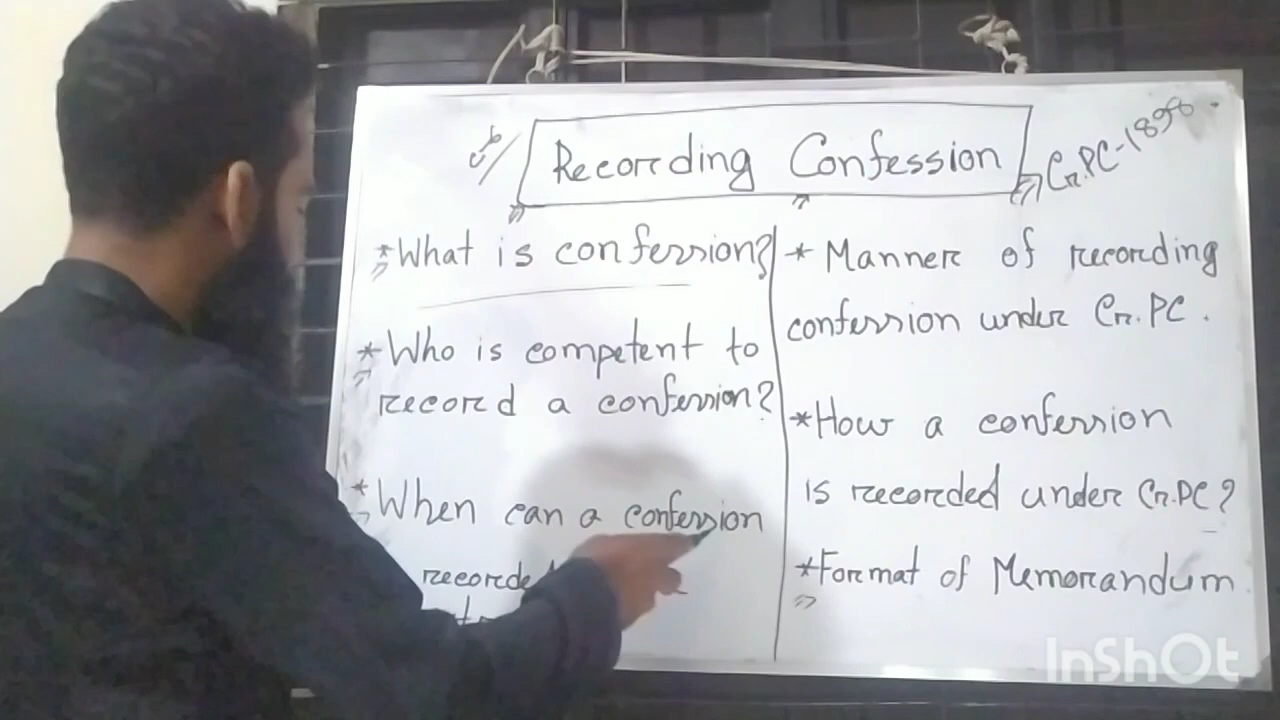 Recording Confession
Cr.PC-1898.
*What is confession?
*Who is competent to
record a confession?
*When can a confession
recorde
* Manner of recording
confession under Cr.PC.
*How a confession
is recorded under Cr.PC?
*Format of Memorandum
InShOt